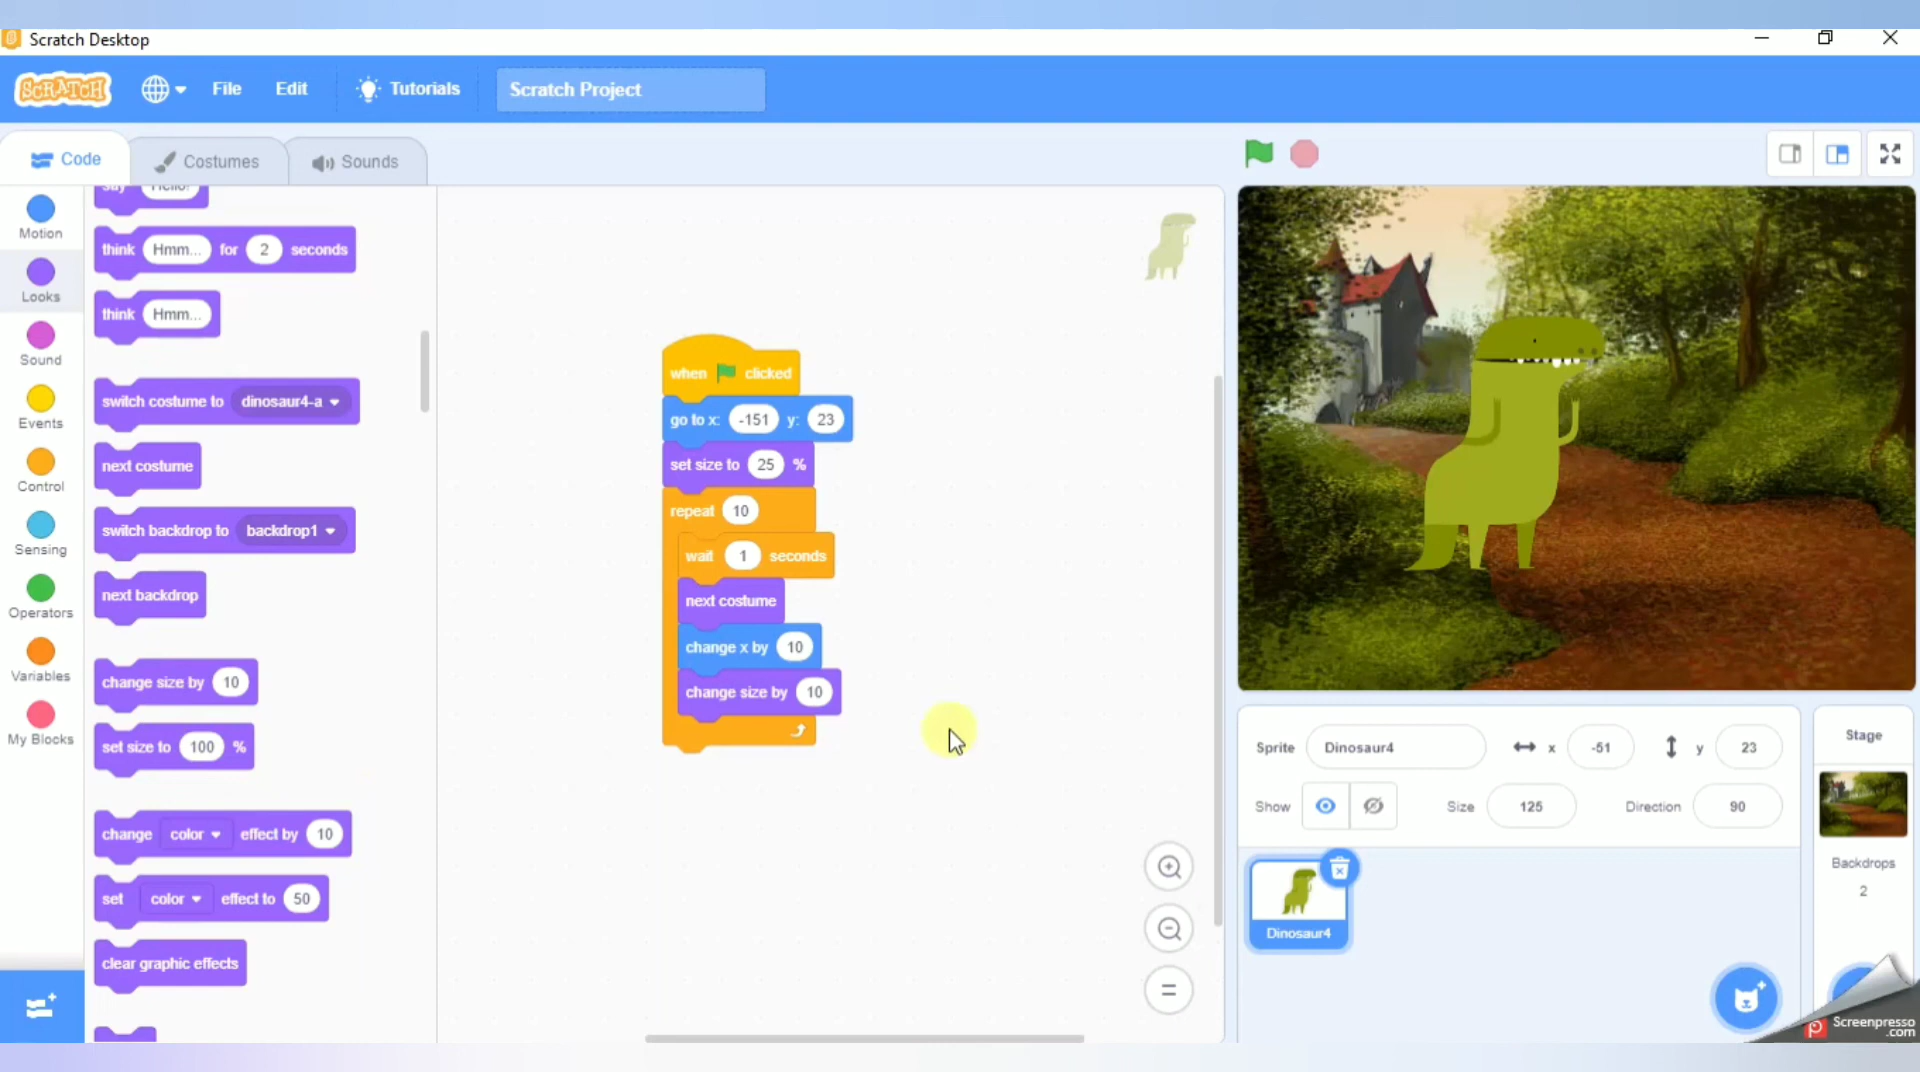 Scratch Desktop
SCRATCH File Edit Tutorials Scratch Project
Code Costumes Sounds
Motion
Looks
Sound
Events
Control
Sensing
Operators
Variables
My Blocks
say Hello!
think Hmm... for 2 seconds
think Hmm...
switch costume to dinosaur4-a
next costume
switch backdrop to backdrop1
next backdrop
change size by 10
set size to 100 %
change color effect by 10
set color effect to 50
clear graphic effects
when clicked
go to x: -151 y: 23
set size to 25 %
repeat 10
wait 1 seconds
next costume
change x by 10
change size by 10
Sprite Dinosaur4 x -51 y 23
Show Size 125 Direction 90
Dinosaur4
Stage
Backdrops
2
Screenpresso
.com